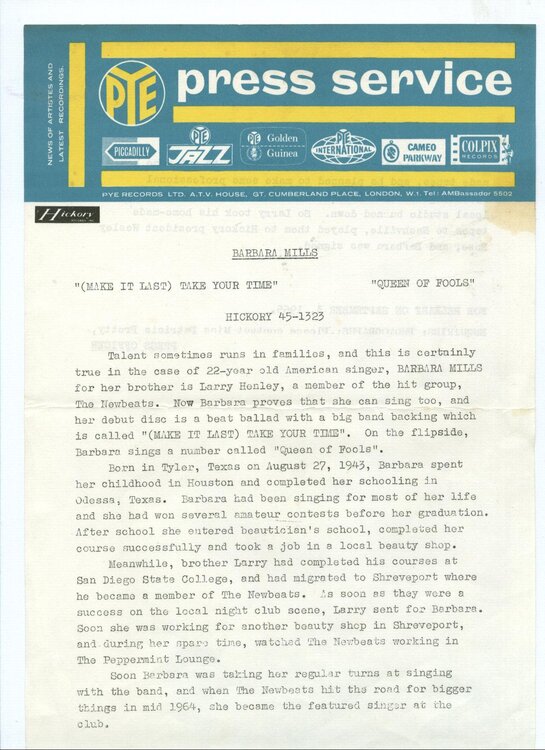 NEWS OF ARTISTES AND
LATEST RECORDINGS.
PYE
press service
PICCADILLY
PYE
JAZZ
PYE
Golden
Guinea
PYE
INTERNATIONAL
CAMEO
PARKWAY
COLPIX
RECORDS
PYE RECORDS LTD. A.T.V. HOUSE, GT. CUMBERLAND PLACE, LONDON, W.1. Tel: AMBassador 5502
Hickory
BARBARA MILLS
"(MAKE IT LAST) TAKE YOUR TIME" "QUEEN OF FOOLS"
HICKORY 45-1323
Talent sometimes runs in families, and this is certainly
true in the case of 22-year old American singer, BARBARA MILLS
for her brother is Larry Henley, a member of the hit group,
The Newbeats. Now Barbara proves that she can sing too, and
her debut disc is a beat ballad with a big band backing which
is called "(MAKE IT LAST) TAKE YOUR TIME". On the flipside,
Barbara sings a number called "Queen of Fools".
Born in Tyler, Texas on August 27, 1943, Barbara spent
her childhood in Houston and completed her schooling in
Odessa, Texas. Barbara had been singing for most of her life
and she had won several amateur contests before her graduation.
After school she entered beautician's school, completed her
course successfully and took a job in a local beauty shop.
Meanwhile, brother Larry had completed his courses at
San Diego State College, and had migrated to Shreveport where
he became a member of The Newbeats. As soon as they were a
success on the local night club scene, Larry sent for Barbara.
Soon she was working for another beauty shop in Shreveport,
and during her spare time, watched The Newbeats working in
The Peppermint Lounge.
Soon Barbara was taking her regular turns at singing
with the band, and when The Newbeats hit the road for bigger
things in mid 1964, she became the featured singer at the
club.